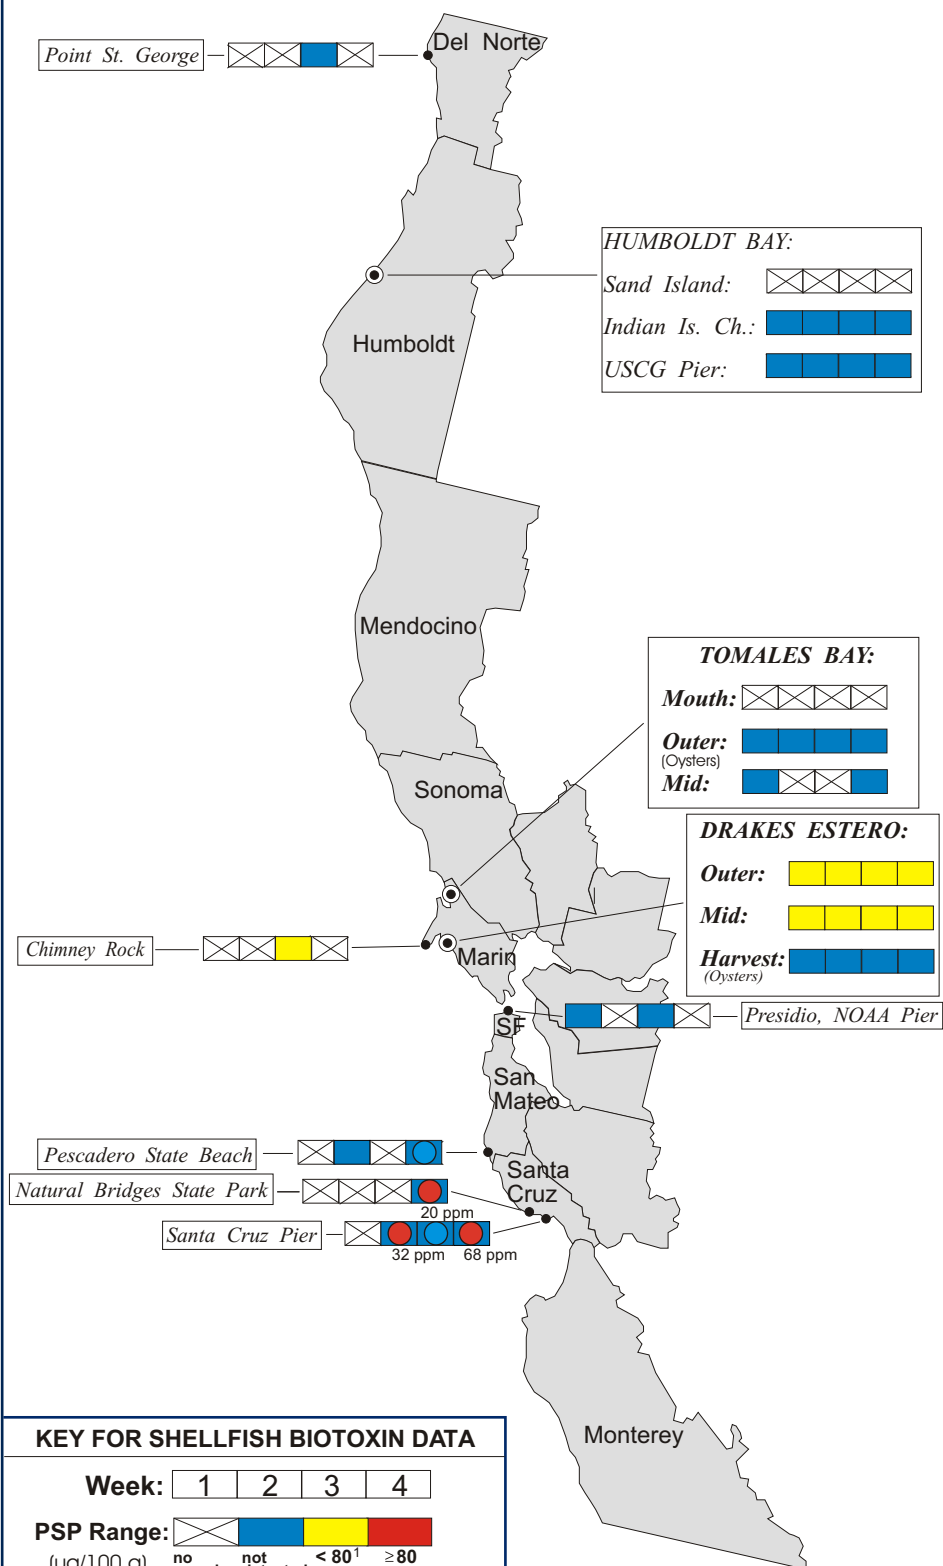 Del Norte
Point St. George
HUMBOLDT BAY:
Sand Island:
Indian Is. Ch.:
USCG Pier:
Humboldt
Mendocino
TOMALES BAY:
Mouth:
Outer:
(Oysters)
Mid:
Sonoma
DRAKES ESTERO:
Outer:
Mid:
Harvest:
(Oysters)
Chimney Rock
Marin
Presidio, NOAA Pier
SF
San
Mateo
Pescadero State Beach
Santa
Cruz
Natural Bridges State Park
20 ppm
Santa Cruz Pier
32 ppm 68 ppm
Monterey
KEY FOR SHELLFISH BIOTOXIN DATA
Week: 1 2 3 4
PSP Range:
(ug/100 g) no not < 80¹ ≥80